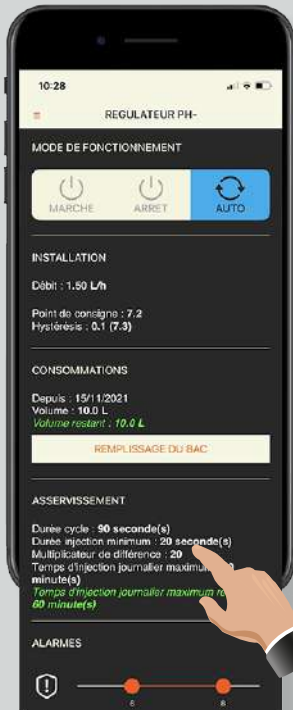 10:28
REGULATEUR PH-
MODE DE FONCTIONNEMENT
MARCHE ARRET AUTO
INSTALLATION
Débit : 1.50 L/h
Point de consigne : 7.2
Hystérésis : 0.1 (7.3)
CONSOMMATIONS
Depuis : 15/11/2021
Volume : 10.0 L
Volume restant : 10.0 L
REMPLISSAGE DU BAC
ASSERVISSEMENT
Durée cycle : 90 seconde(s)
Durée injection minimum : 20 seconde(s)
Multiplicateur de différence : 20
Temps d'injection journalier maximum
minute(s)
Temps d'injection journalier maximum
60 minute(s)
ALARMES
6 8